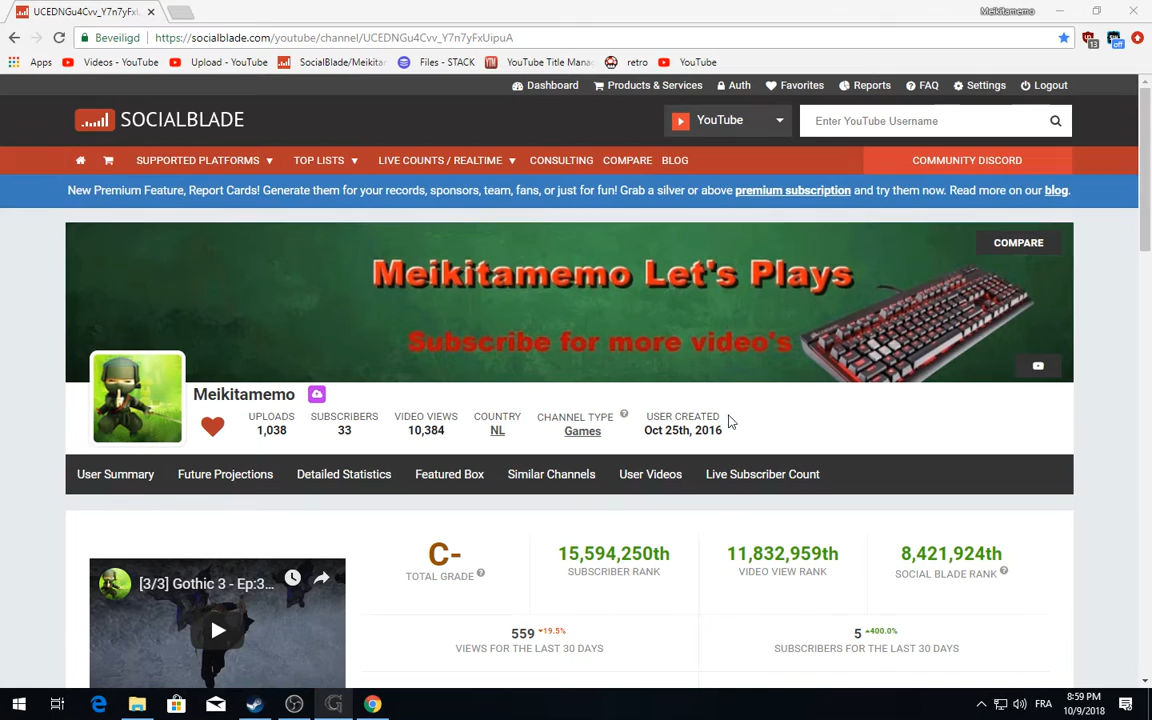 UCEDNGu4Cvv_Y7n7yFxU
Meikitamemo
Beveiligd
https://socialblade.com/youtube/channel/UCEDNGu4Cvv_Y7n7yFxUipuA
13
off
Apps
Videos - YouTube
Upload - YouTube
SocialBlade/Meikitar
Files - STACK
YouTube Title Mana
retro
YouTube
Dashboard
Products & Services
Auth
Favorites
Reports
FAQ
Settings
Logout
SOCIALBLADE
YouTube
Enter YouTube Username
SUPPORTED PLATFORMS
TOP LISTS
LIVE COUNTS / REALTIME
CONSULTING
COMPARE
BLOG
COMMUNITY DISCORD
New Premium Feature, Report Cards! Generate them for your records, sponsors, team, fans, or just for fun! Grab a silver or above premium subscription and try them now. Read more on our blog.
COMPARE
Meikitamemo Let's Plays
Subscribe for more video's
Meikitamemo
UPLOADS
1,038
SUBSCRIBERS
33
VIDEO VIEWS
10,384
COUNTRY
NL
CHANNEL TYPE
Games
USER CREATED
Oct 25th, 2016
User Summary
Future Projections
Detailed Statistics
Featured Box
Similar Channels
User Videos
Live Subscriber Count
[3/3] Gothic 3 - Ep:3...
C-
TOTAL GRADE
15,594,250th
SUBSCRIBER RANK
11,832,959th
VIDEO VIEW RANK
8,421,924th
SOCIAL BLADE RANK
559 19.5%
VIEWS FOR THE LAST 30 DAYS
5 400.0%
SUBSCRIBERS FOR THE LAST 30 DAYS
FRA
8:59 PM
10/9/2018